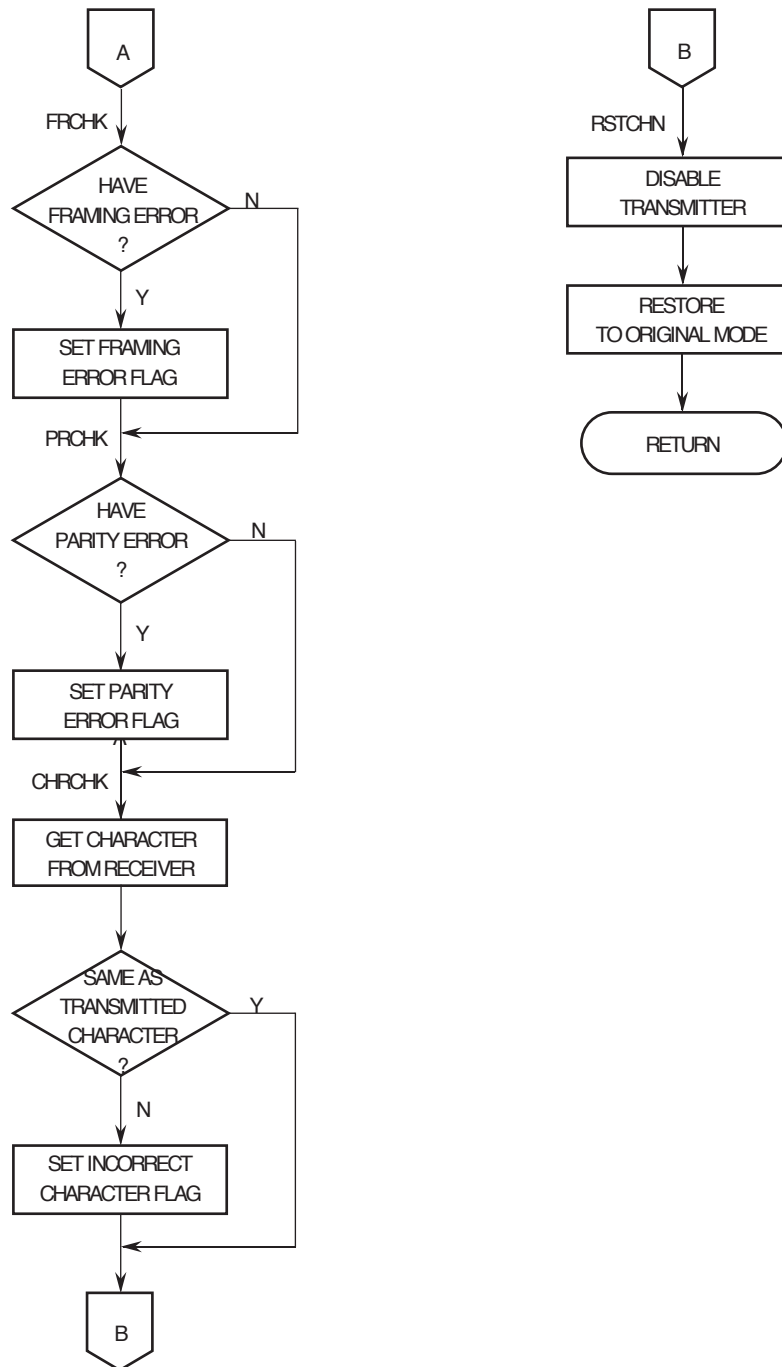 A
FRCHK
HAVE
FRAMING ERROR
?
N
Y
SET FRAMING
ERROR FLAG
PRCHK
HAVE
PARITY ERROR
?
N
Y
SET PARITY
ERROR FLAG
CHRCHK
GET CHARACTER
FROM RECEIVER
SAME AS
TRANSMITTED
CHARACTER
?
Y
N
SET INCORRECT
CHARACTER FLAG
B
B
RSTCHN
DISABLE
TRANSMITTER
RESTORE
TO ORIGINAL MODE
RETURN